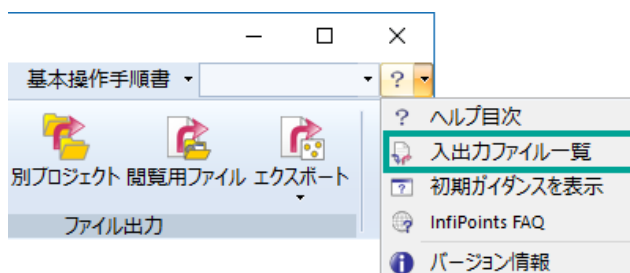 基本操作手順書
?
別プロジェクト 閲覧用ファイル エクスポート
ファイル出力
? ヘルプ目次
入出力ファイル一覧
初期ガイダンスを表示
InfiPoints FAQ
バージョン情報